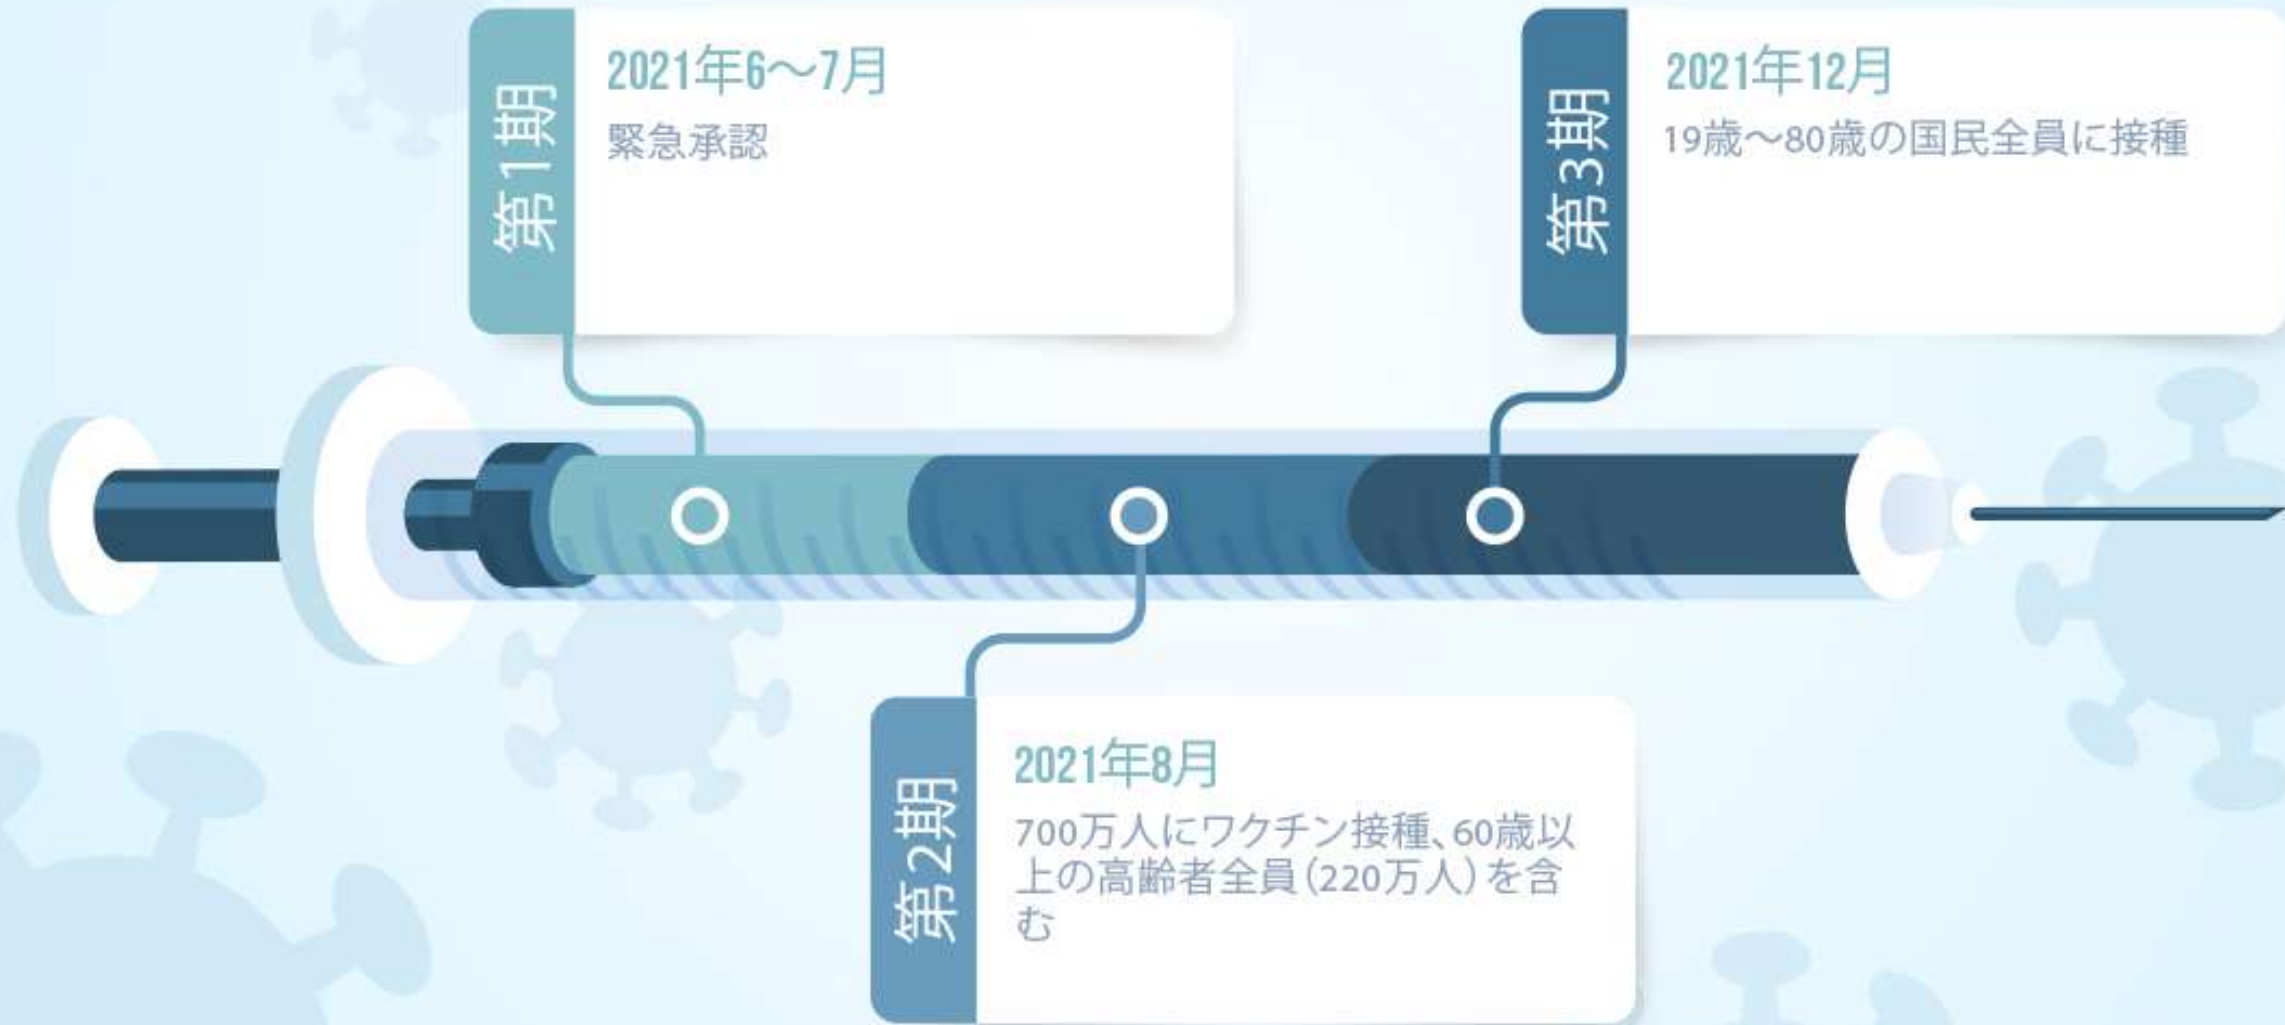 第1期
2021年6～7月
緊急承認
第3期
2021年12月
19歳～80歳の国民全員に接種
第2期
2021年8月
700万人にワクチン接種、60歳以
上の高齢者全員（220万人）を含
む